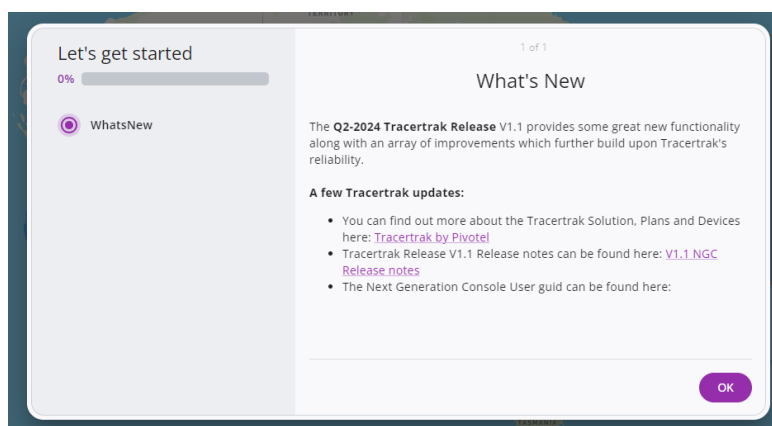 TERRITORY
Let's get started
0%
WhatsNew
1 of 1
What's New
The Q2-2024 Tracertrak Release V1.1 provides some great new functionality
along with an array of improvements which further build upon Tracertrak's
reliability.
A few Tracertrak updates:
• You can find out more about the Tracertrak Solution, Plans and Devices
here: Tracertrak by Pivotel
• Tracertrak Release V1.1 Release notes can be found here: V1.1 NGC
Release notes
• The Next Generation Console User guid can be found here:
OK
TASMANIA